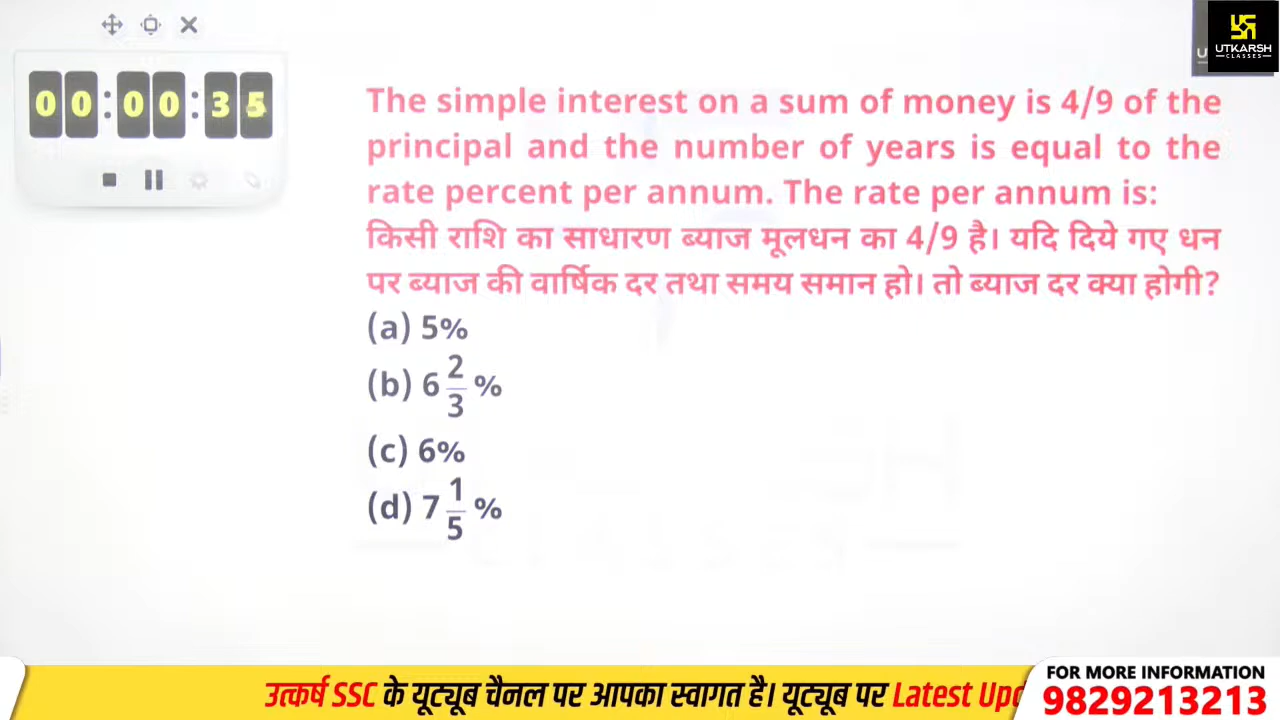 00:00:35
UTKARSH
CLASSES
The simple interest on a sum of money is 4/9 of the
principal and the number of years is equal to the
rate percent per annum. The rate per annum is:
किसी राशि का साधारण ब्याज मूलधन का 4/9 है। यदि दिये गए धन
पर ब्याज की वार्षिक दर तथा समय समान हो। तो ब्याज दर क्या होगी?
(a) 5%
(b) 6 2/3 %
(c) 6%
(d) 7 1/5 %
उत्कर्ष SSC के यूट्यूब चैनल पर आपका स्वागत है। यूट्यूब पर Latest
FOR MORE INFORMATION
9829213213